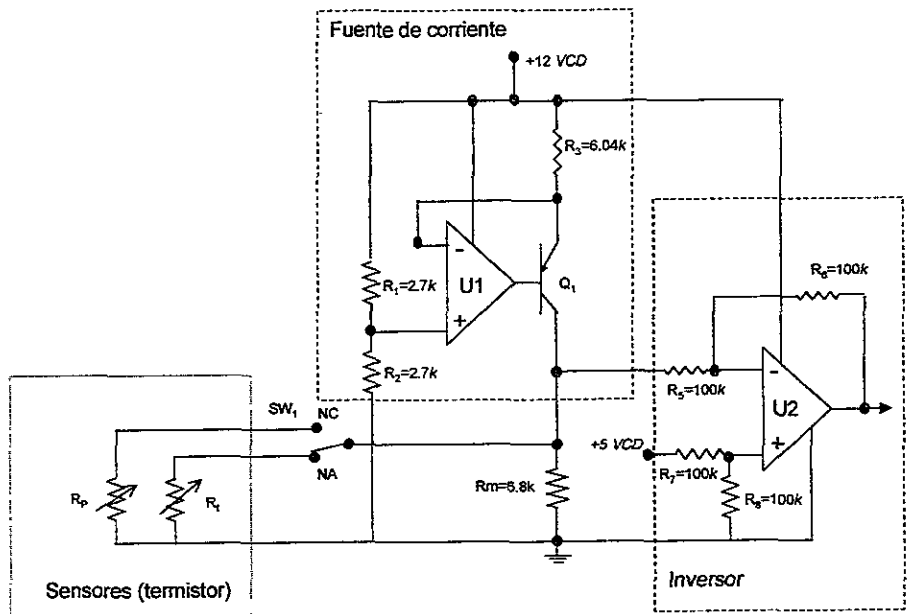 Fuente de corriente
+12 VCD
R3=6.04k
R6=100k
U1
Q1
R1=2.7k
R2=2.7k
R5=100k
U2
SW1
NC
NA
+5 VCD
R7=100k
R8=100k
Rm=6.8k
RP
Rt
Sensores (termistor)
Inversor